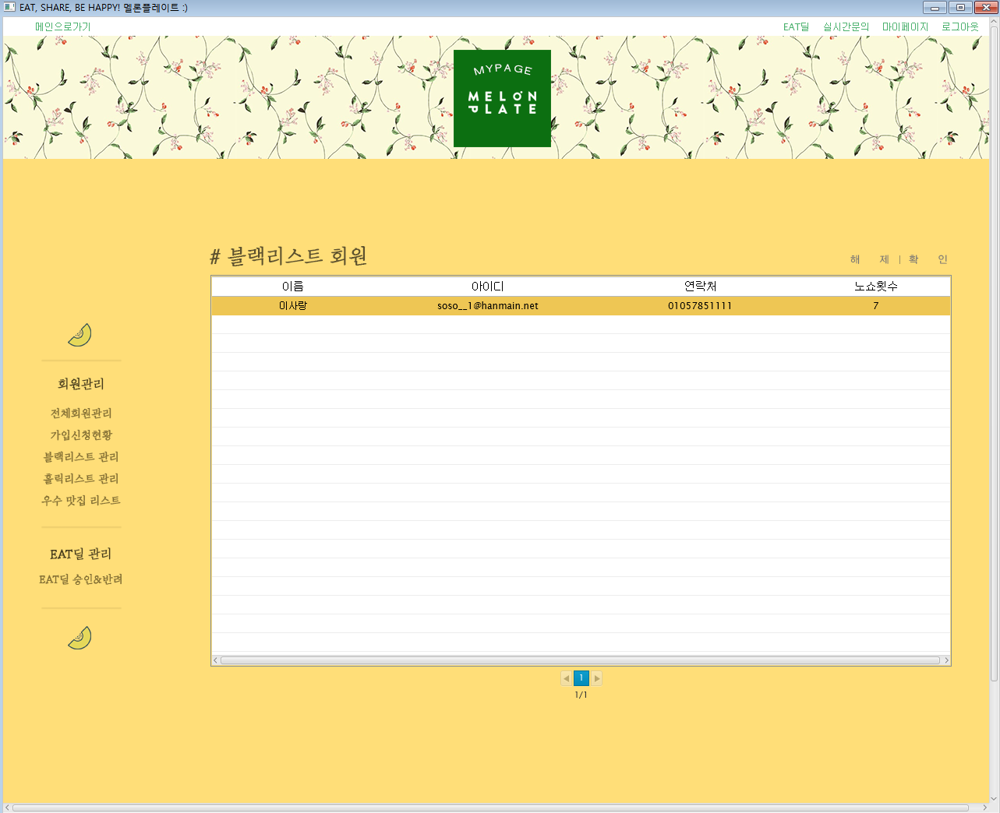 EAT, SHARE, BE HAPPY! 멜론플레이트 :)
메인으로가기
EAT딜 실시간문의 마이페이지 로그아웃
MYPAGE
MELON
PLATE
# 블랙리스트 회원
해 제 | 확 인
이름 아이디 연락처 노쇼횟수
이사랑 soso__1@hanmain.net 01057851111 7
회원관리
전체회원관리
가입신청현황
블랙리스트 관리
홀릭리스트 관리
우수 맛집 리스트
EAT딜 관리
EAT딜 승인&반려
1
1/1